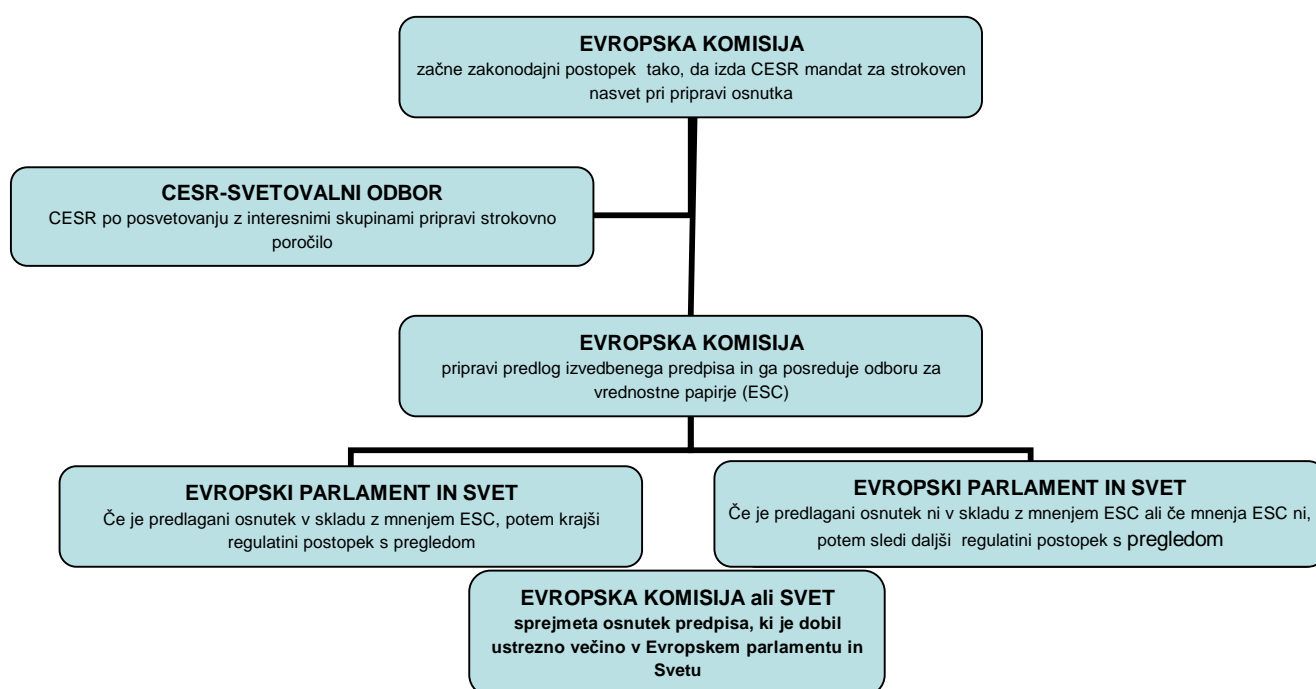 EVROPSKA KOMISIJA
začne zakonodajni postopek tako, da izda CESR mandat za strokoven
nasvet pri pripravi osnutka
CESR-SVETOVALNI ODBOR
CESR po posvetovanju z interesnimi skupinami pripravi strokovno
poročilo
EVROPSKA KOMISIJA
pripravi predlog izvedbenega predpisa in ga posreduje odboru za
vrednostne papirje (ESC)
EVROPSKI PARLAMENT IN SVET
Če je predlagani osnutek v skladu z mnenjem ESC, potem krajši
regulatini postopek s pregledom
EVROPSKI PARLAMENT IN SVET
Če je predlagani osnutek ni v skladu z mnenjem ESC ali če mnenja ESC ni,
potem sledi daljši regulatini postopek s pregledom
EVROPSKA KOMISIJA ali SVET
sprejmeta osnutek predpisa, ki je dobil
ustrezno večino v Evropskem parlamentu in
Svetu